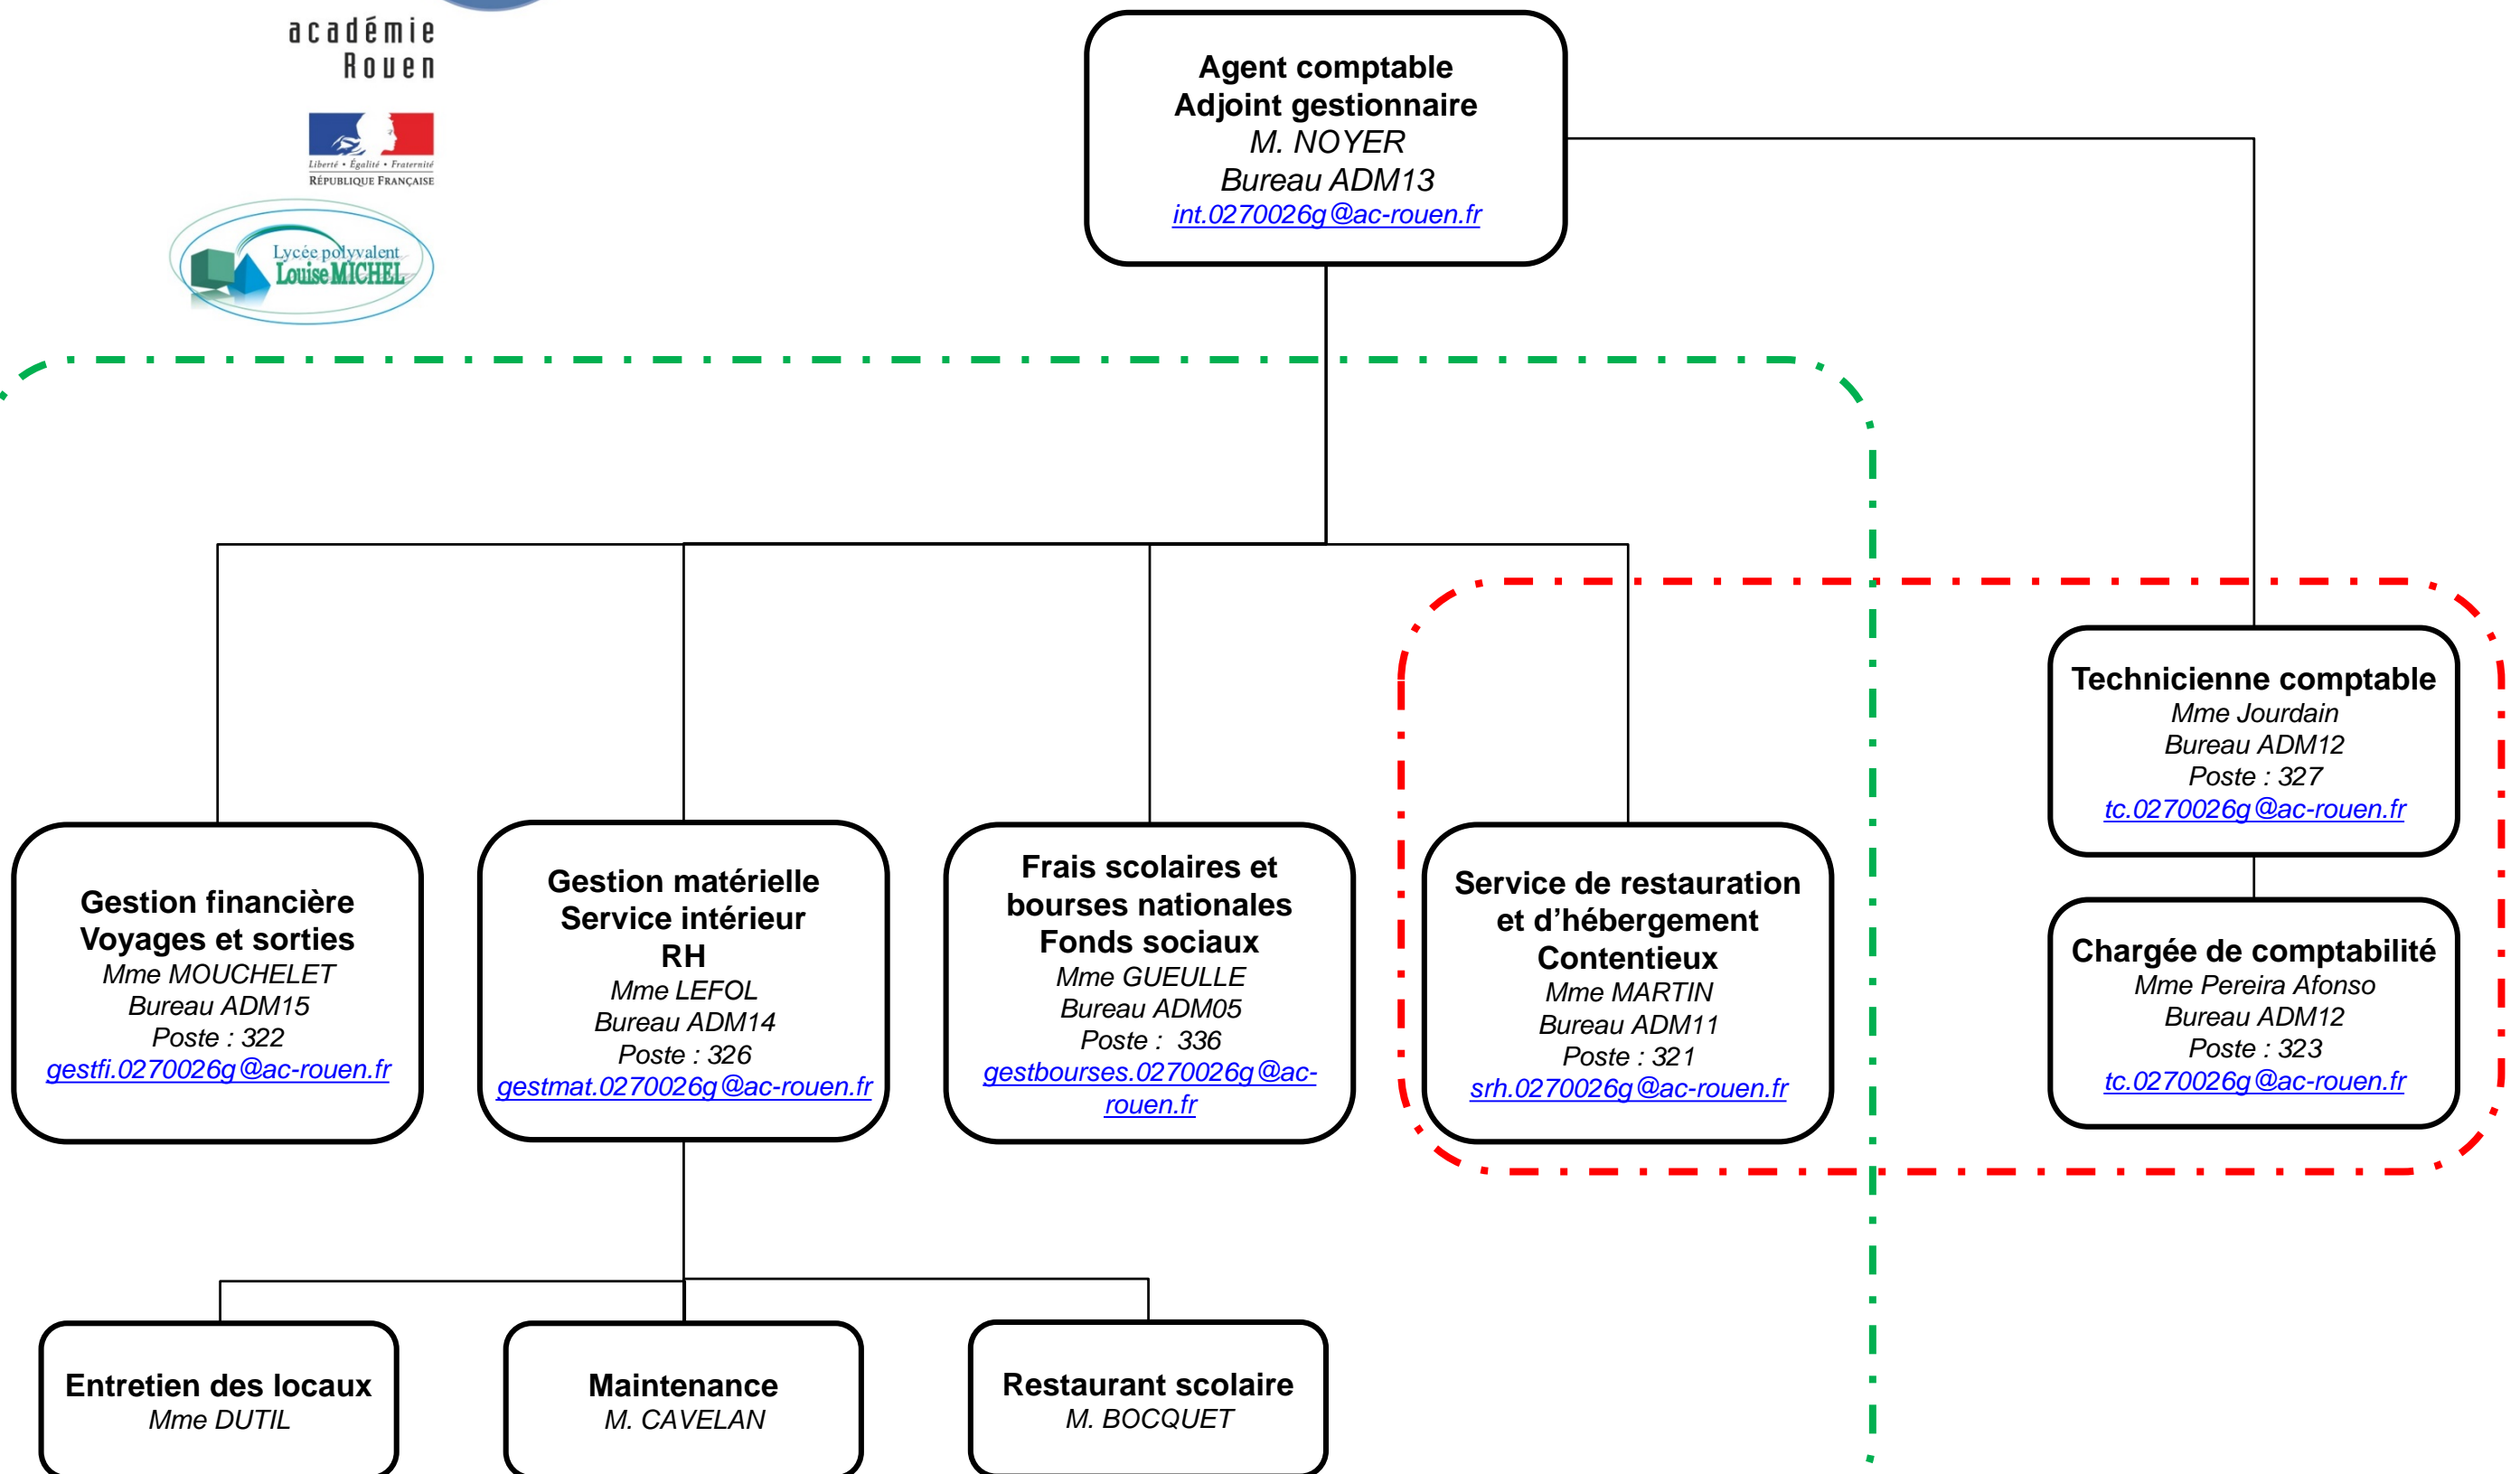 académie
Rouen
Liberté • Égalité • Fraternité
RÉPUBLIQUE FRANÇAISE
Lycée polyvalent
Louise MICHEL
Agent comptable
Adjoint gestionnaire
M. NOYER
Bureau ADM13
int.0270026g@ac-rouen.fr
Technicienne comptable
Mme Jourdain
Bureau ADM12
Poste : 327
tc.0270026g@ac-rouen.fr
Gestion financière
Voyages et sorties
Mme MOUCHELET
Bureau ADM15
Poste : 322
gestfi.0270026g@ac-rouen.fr
Gestion matérielle
Service intérieur
RH
Mme LEFOL
Bureau ADM14
Poste : 326
gestmat.0270026g@ac-rouen.fr
Frais scolaires et
bourses nationales
Fonds sociaux
Mme GUEULLE
Bureau ADM05
Poste :  336
gestbourses.0270026g@ac-
rouen.fr
Service de restauration
et d’hébergement
Contentieux
Mme MARTIN
Bureau ADM11
Poste : 321
srh.0270026g@ac-rouen.fr
Chargée de comptabilité
Mme Pereira Afonso
Bureau ADM12
Poste : 323
tc.0270026g@ac-rouen.fr
Entretien des locaux
Mme DUTIL
Maintenance
M. CAVELAN
Restaurant scolaire
M. BOCQUET